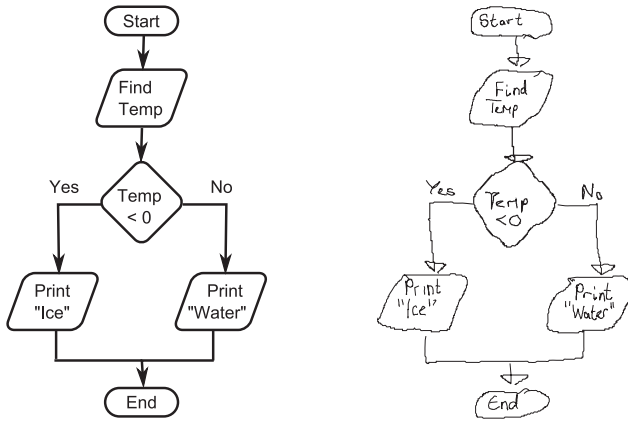 Start
Find
Temp
Yes
Temp
< 0
No
Print
"Ice"
Print
"Water"
End
Start
Find
Temp
Yes
Temp
<0
No
Print
"Ice"
Print
"Water"
End